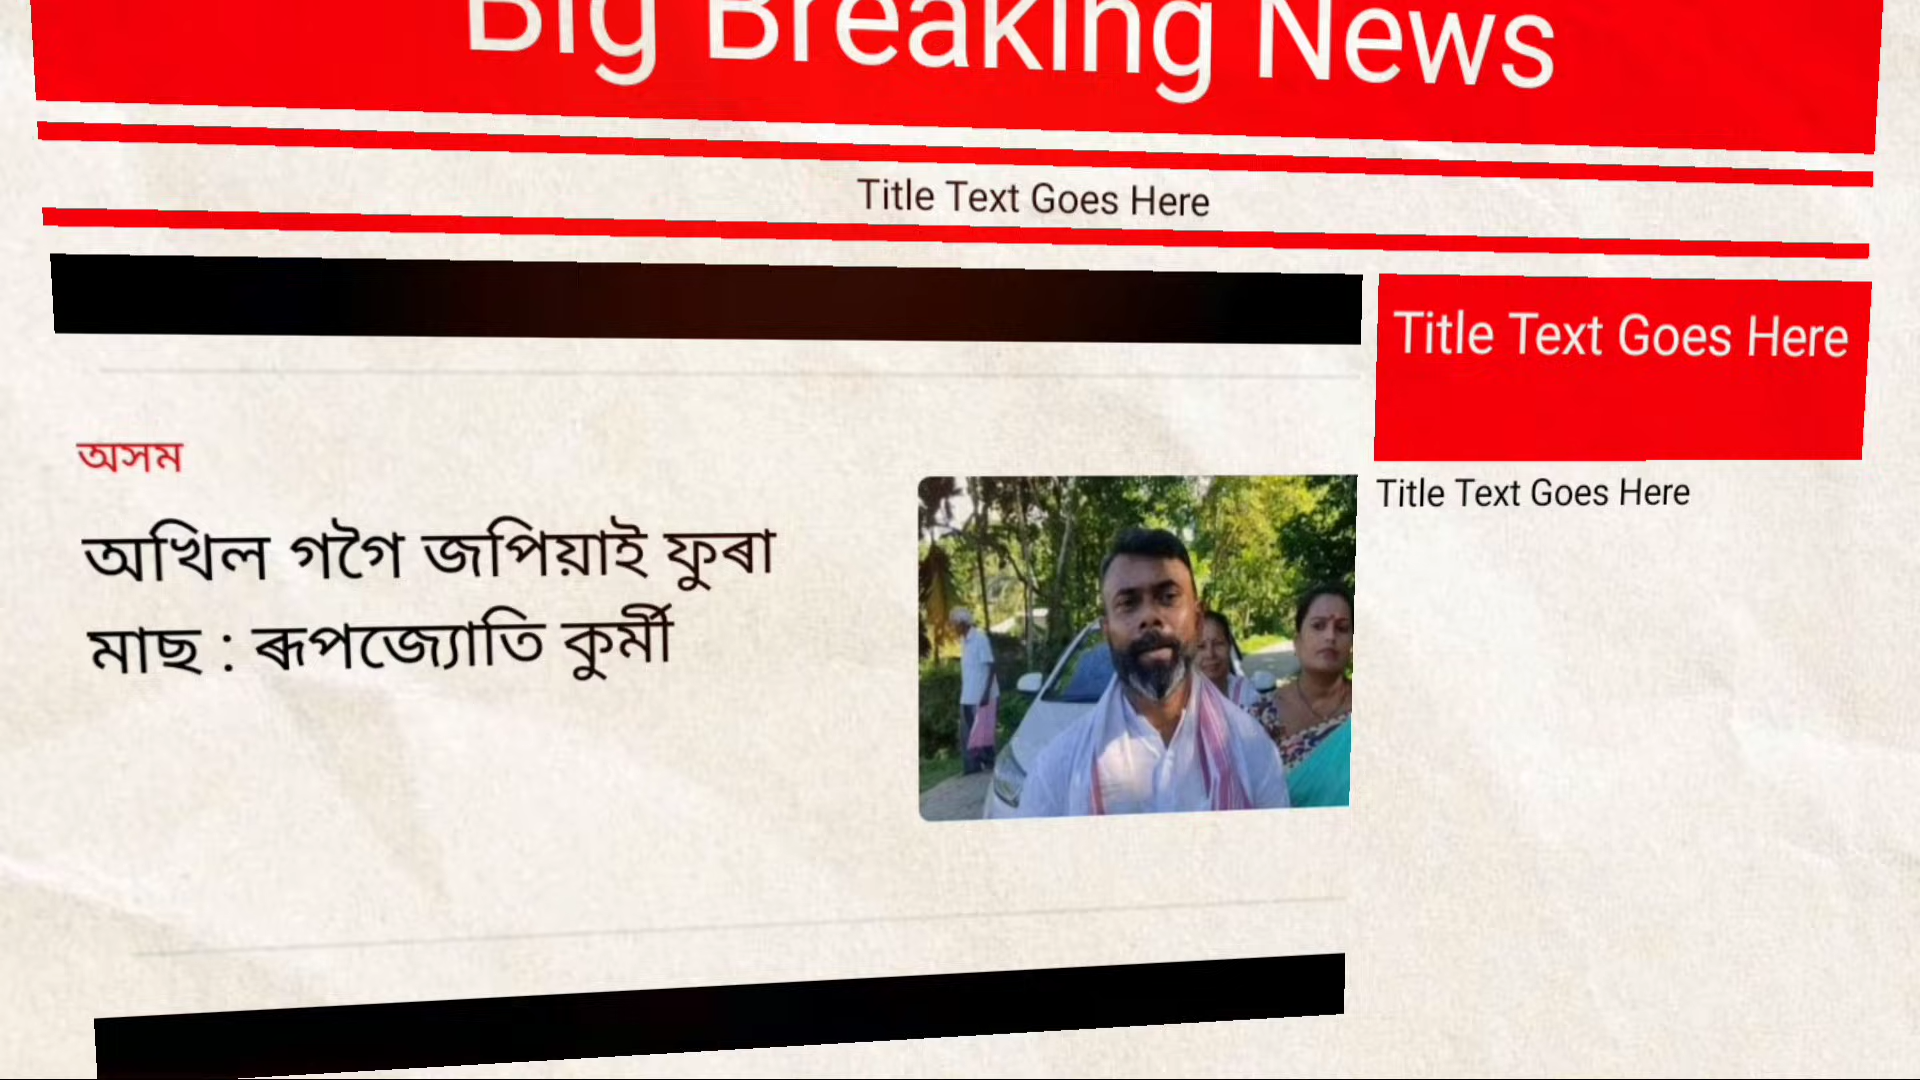 Big Breaking News
Title Text Goes Here
Title Text Goes Here
Title Text Goes Here
অসম
অখিল গগৈ জপিয়াই ফুৰা
মাছ : ৰূপজ্যোতি কুৰ্মী